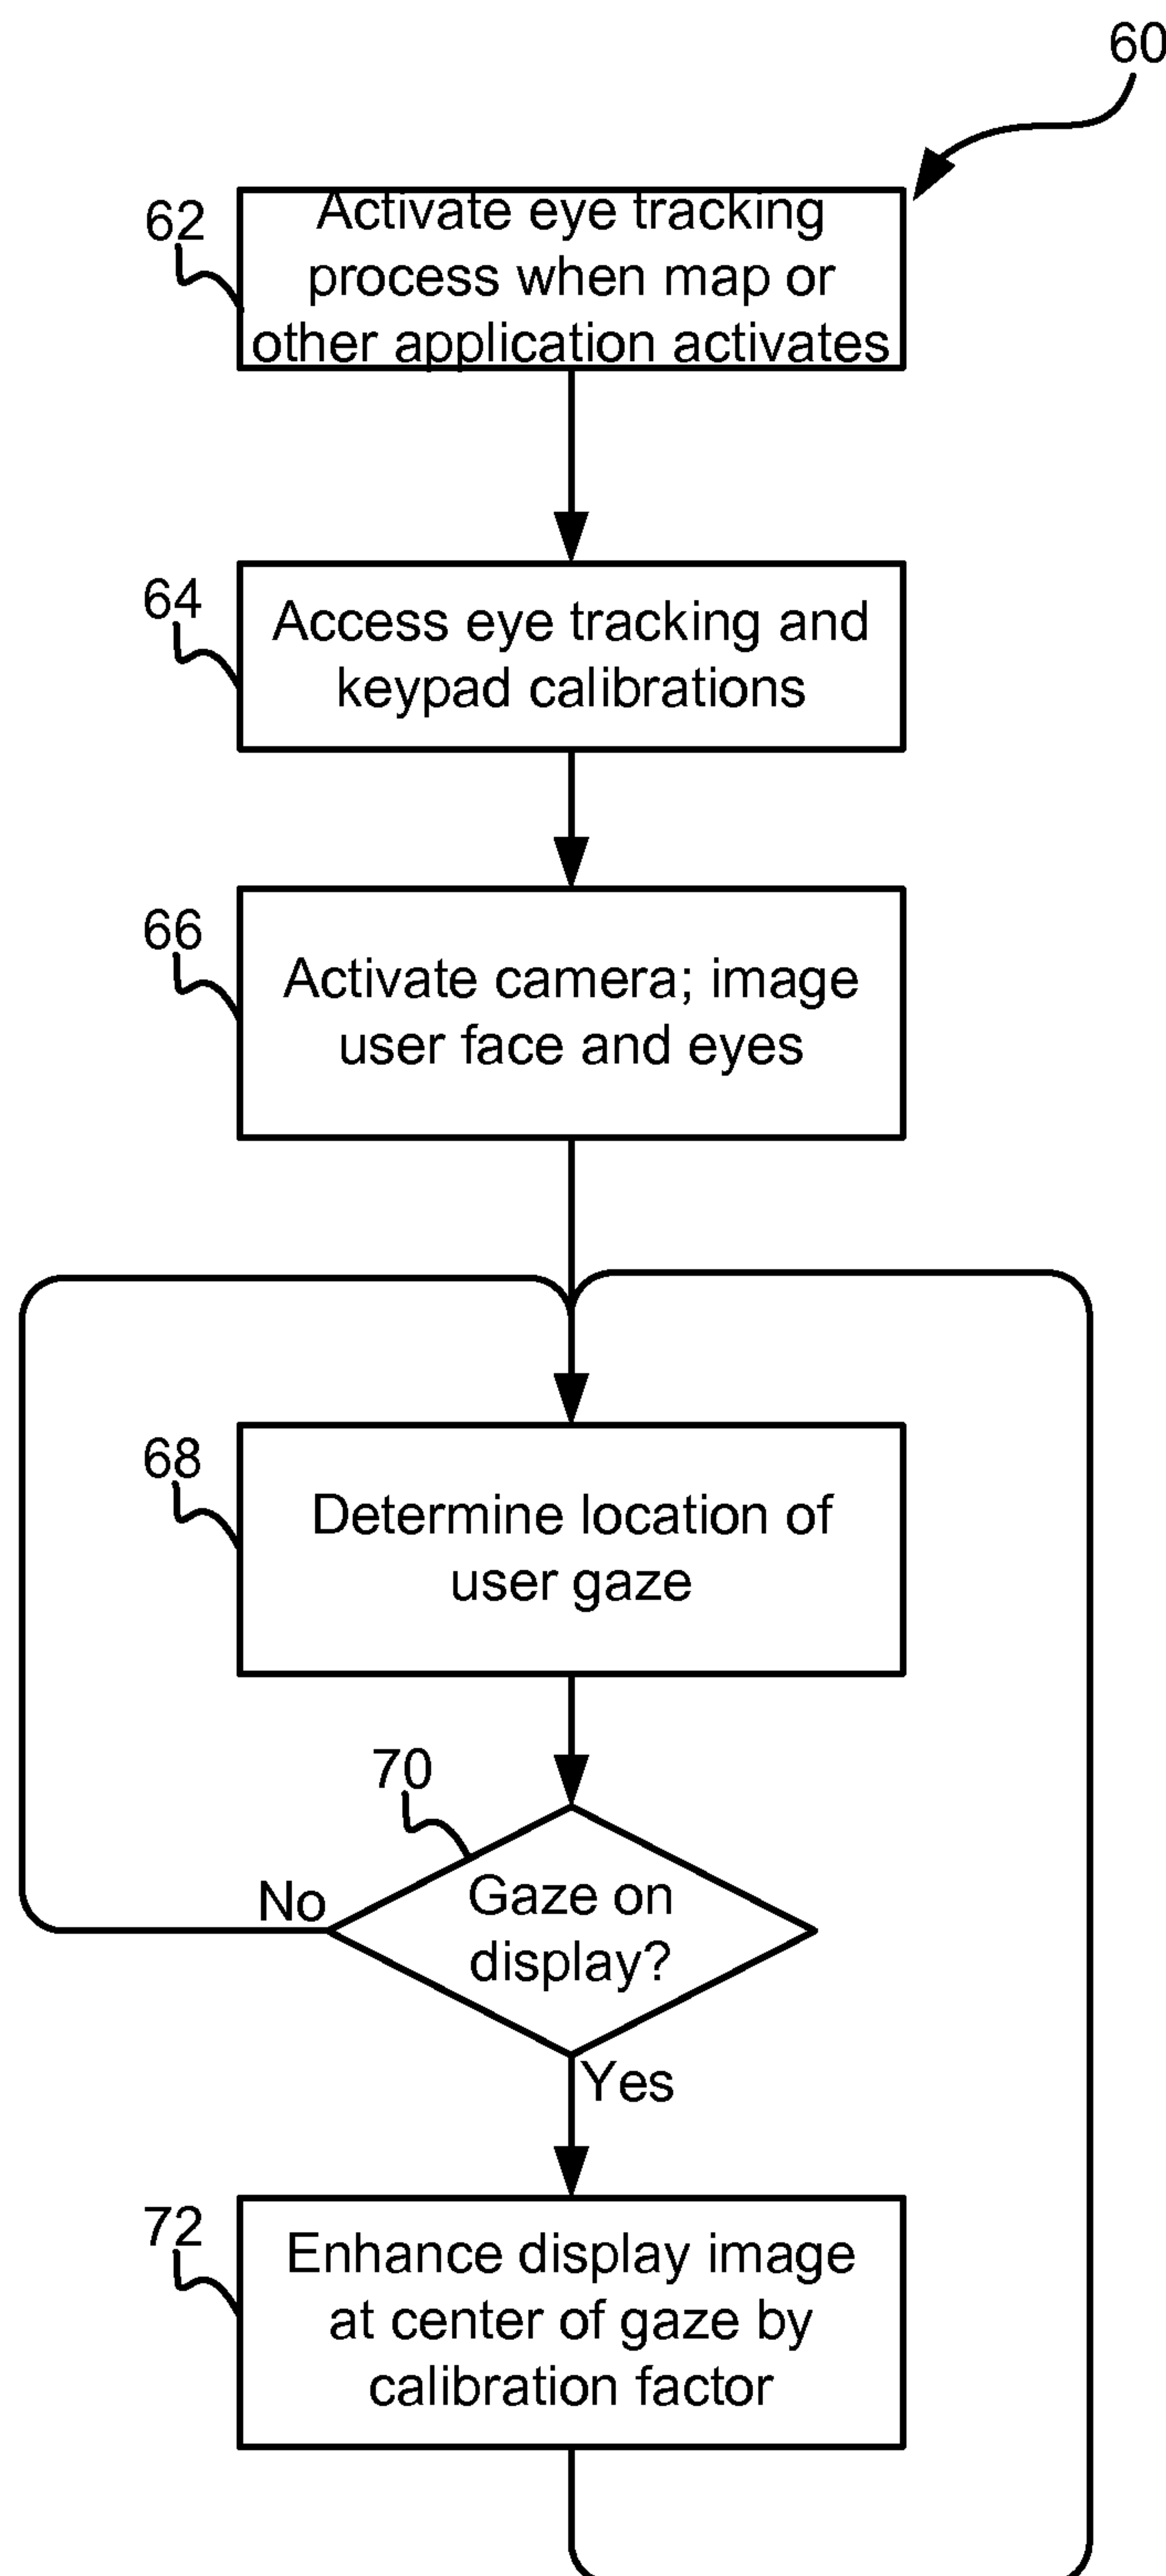 60
62
Activate eye tracking
process when map or
other application activates
64
Access eye tracking and
keypad calibrations
66
Activate camera; image
user face and eyes
68
Determine location of
user gaze
70
Gaze on
display?
No
Yes
72
Enhance display image
at center of gaze by
calibration factor